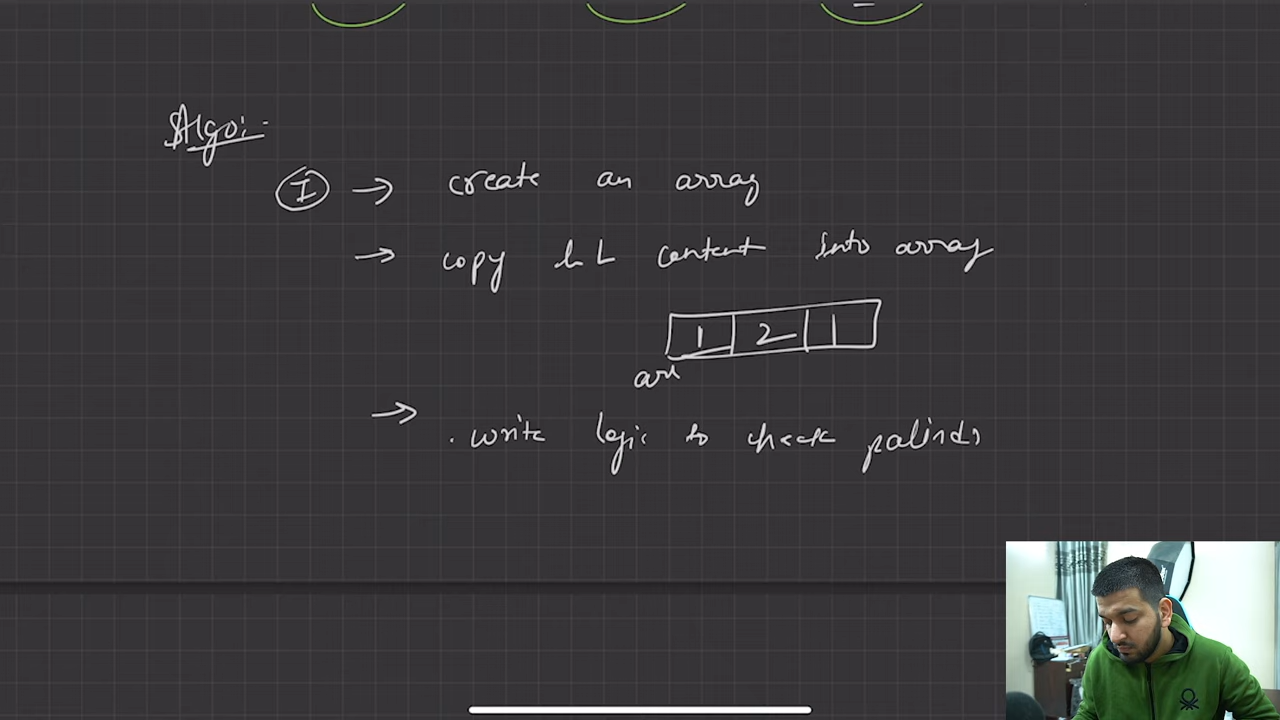 Algo:-
I → create an array
→ copy LL content into array
1 2 1
arr
→ . write logic to check palindr